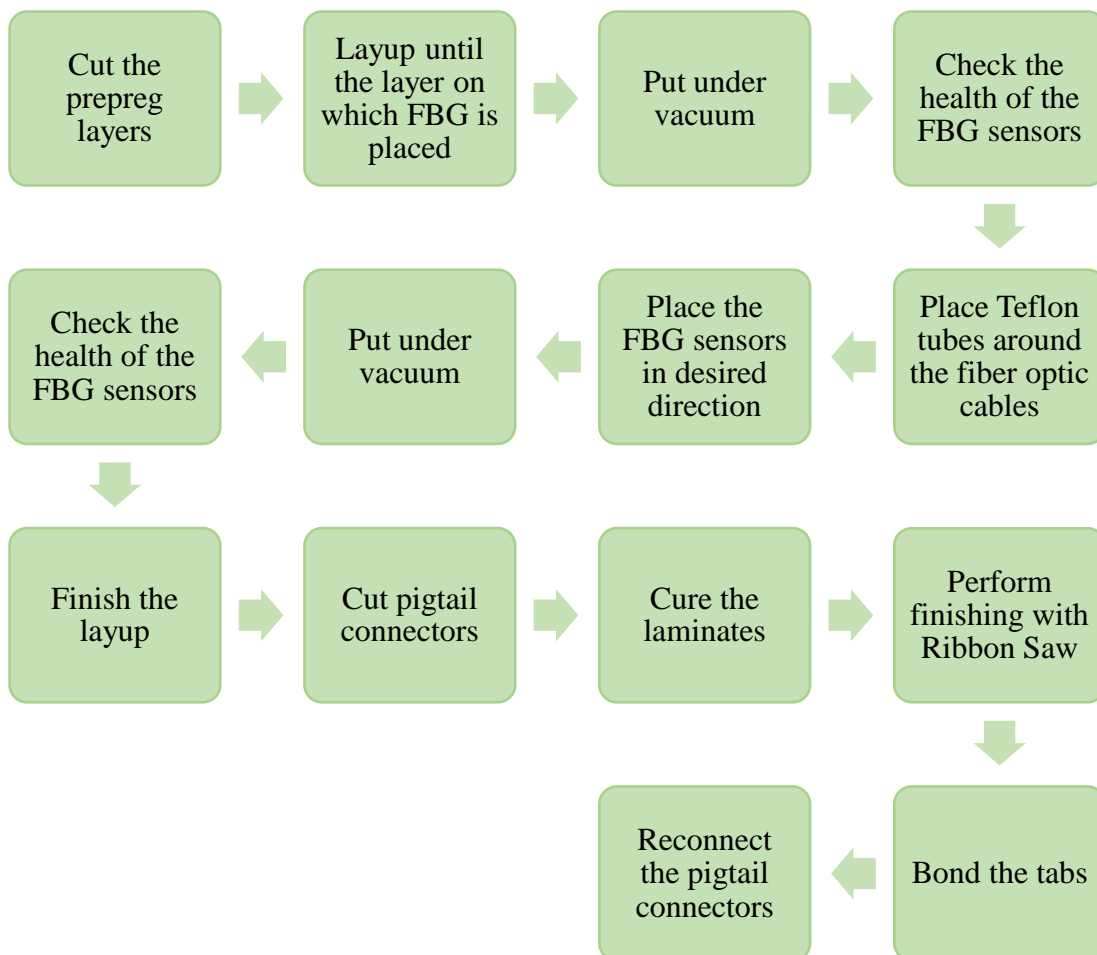 Cut the
prepreg
layers
Layup until
the layer on
which FBG is
placed
Put under
vacuum
Check the
health of the
FBG sensors
Place Teflon
tubes around
the fiber optic
cables
Place the
FBG sensors
in desired
direction
Put under
vacuum
Check the
health of the
FBG sensors
Finish the
layup
Cut pigtail
connectors
Cure the
laminates
Perform
finishing with
Ribbon Saw
Bond the tabs
Reconnect
the pigtail
connectors